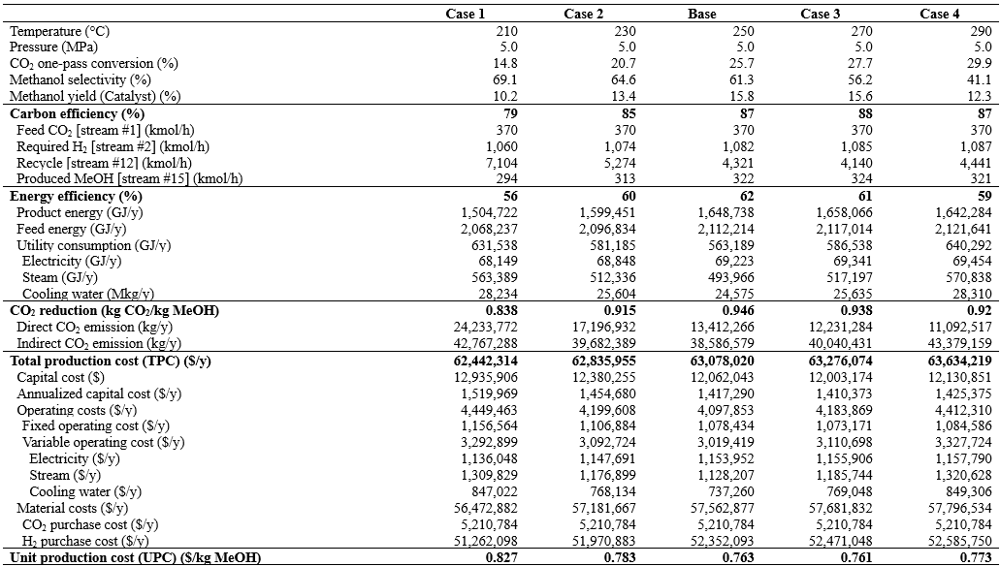 Case 1 Case 2 Base Case 3 Case 4
Temperature (°C) 210 230 250 270 290
Pressure (MPa) 5.0 5.0 5.0 5.0 5.0
CO₂ one-pass conversion (%) 14.8 20.7 25.7 27.7 29.9
Methanol selectivity (%) 69.1 64.6 61.3 56.2 41.1
Methanol yield (Catalyst) (%) 10.2 13.4 15.8 15.6 12.3
Carbon efficiency (%) 79 85 87 88 87
Feed CO₂ [stream #1] (kmol/h) 370 370 370 370 370
Required H₂ [stream #2] (kmol/h) 1,060 1,074 1,082 1,085 1,087
Recycle [stream #12] (kmol/h) 7,104 5,274 4,321 4,140 4,441
Produced MeOH [stream #15] (kmol/h) 294 313 322 324 321
Energy efficiency (%) 56 60 62 61 59
Product energy (GJ/y) 1,504,722 1,599,451 1,648,738 1,658,066 1,642,284
Feed energy (GJ/y) 2,068,237 2,096,834 2,112,214 2,117,014 2,121,641
Utility consumption (GJ/y) 631,538 581,185 563,189 586,538 640,292
Electricity (GJ/y) 68,149 68,848 69,223 69,341 69,454
Steam (GJ/y) 563,389 512,336 493,966 517,197 570,838
Cooling water (Mkg/y) 28,234 25,604 24,575 25,635 28,310
CO₂ reduction (kg CO₂/kg MeOH) 0.838 0.915 0.946 0.938 0.92
Direct CO₂ emission (kg/y) 24,233,772 17,196,932 13,412,266 12,231,284 11,092,517
Indirect CO₂ emission (kg/y) 42,767,288 39,682,389 38,586,579 40,040,431 43,379,159
Total production cost (TPC) ($/y) 62,442,314 62,835,955 63,078,020 63,276,074 63,634,219
Capital cost ($) 12,935,906 12,380,255 12,062,043 12,003,174 12,130,851
Annualized capital cost ($/y) 1,519,969 1,454,680 1,417,290 1,410,373 1,425,375
Operating costs ($/y) 4,449,463 4,199,608 4,097,853 4,183,869 4,412,310
Fixed operating cost ($/y) 1,156,564 1,106,884 1,078,434 1,073,171 1,084,586
Variable operating cost ($/y) 3,292,899 3,092,724 3,019,419 3,110,698 3,327,724
Electricity ($/y) 1,136,048 1,147,691 1,153,952 1,155,906 1,157,790
Stream ($/y) 1,309,829 1,176,899 1,128,207 1,185,744 1,320,628
Cooling water ($/y) 847,022 768,134 737,260 769,048 849,306
Material costs ($/y) 56,472,882 57,181,667 57,562,877 57,681,832 57,796,534
CO₂ purchase cost ($/y) 5,210,784 5,210,784 5,210,784 5,210,784 5,210,784
H₂ purchase cost ($/y) 51,262,098 51,970,883 52,352,093 52,471,048 52,585,750
Unit production cost (UPC) ($/kg MeOH) 0.827 0.783 0.763 0.761 0.773